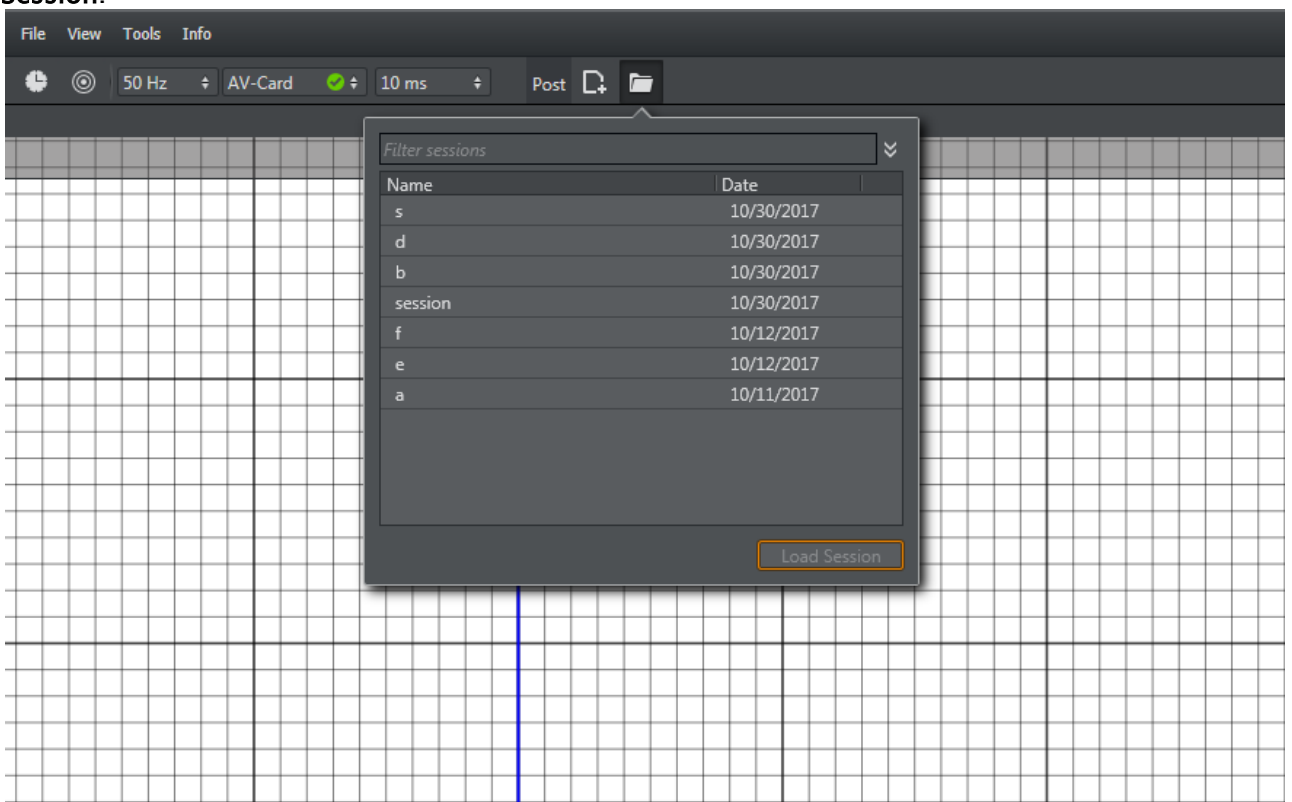 Session.
File View Tools Info
50 Hz AV-Card 10 ms Post
Filter sessions
Name Date
s 10/30/2017
d 10/30/2017
b 10/30/2017
session 10/30/2017
f 10/12/2017
e 10/12/2017
a 10/11/2017
Load Session